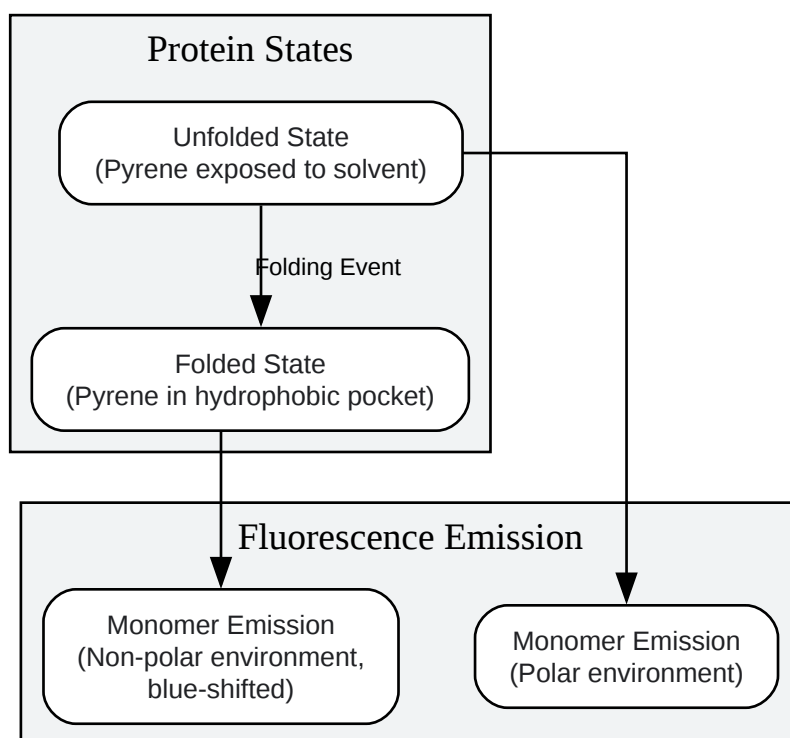 Protein States
Unfolded State
(Pyrene exposed to solvent)
Folding Event
Folded State
(Pyrene in hydrophobic pocket)
Fluorescence Emission
Monomer Emission
(Non-polar environment,
blue-shifted)
Monomer Emission
(Polar environment)